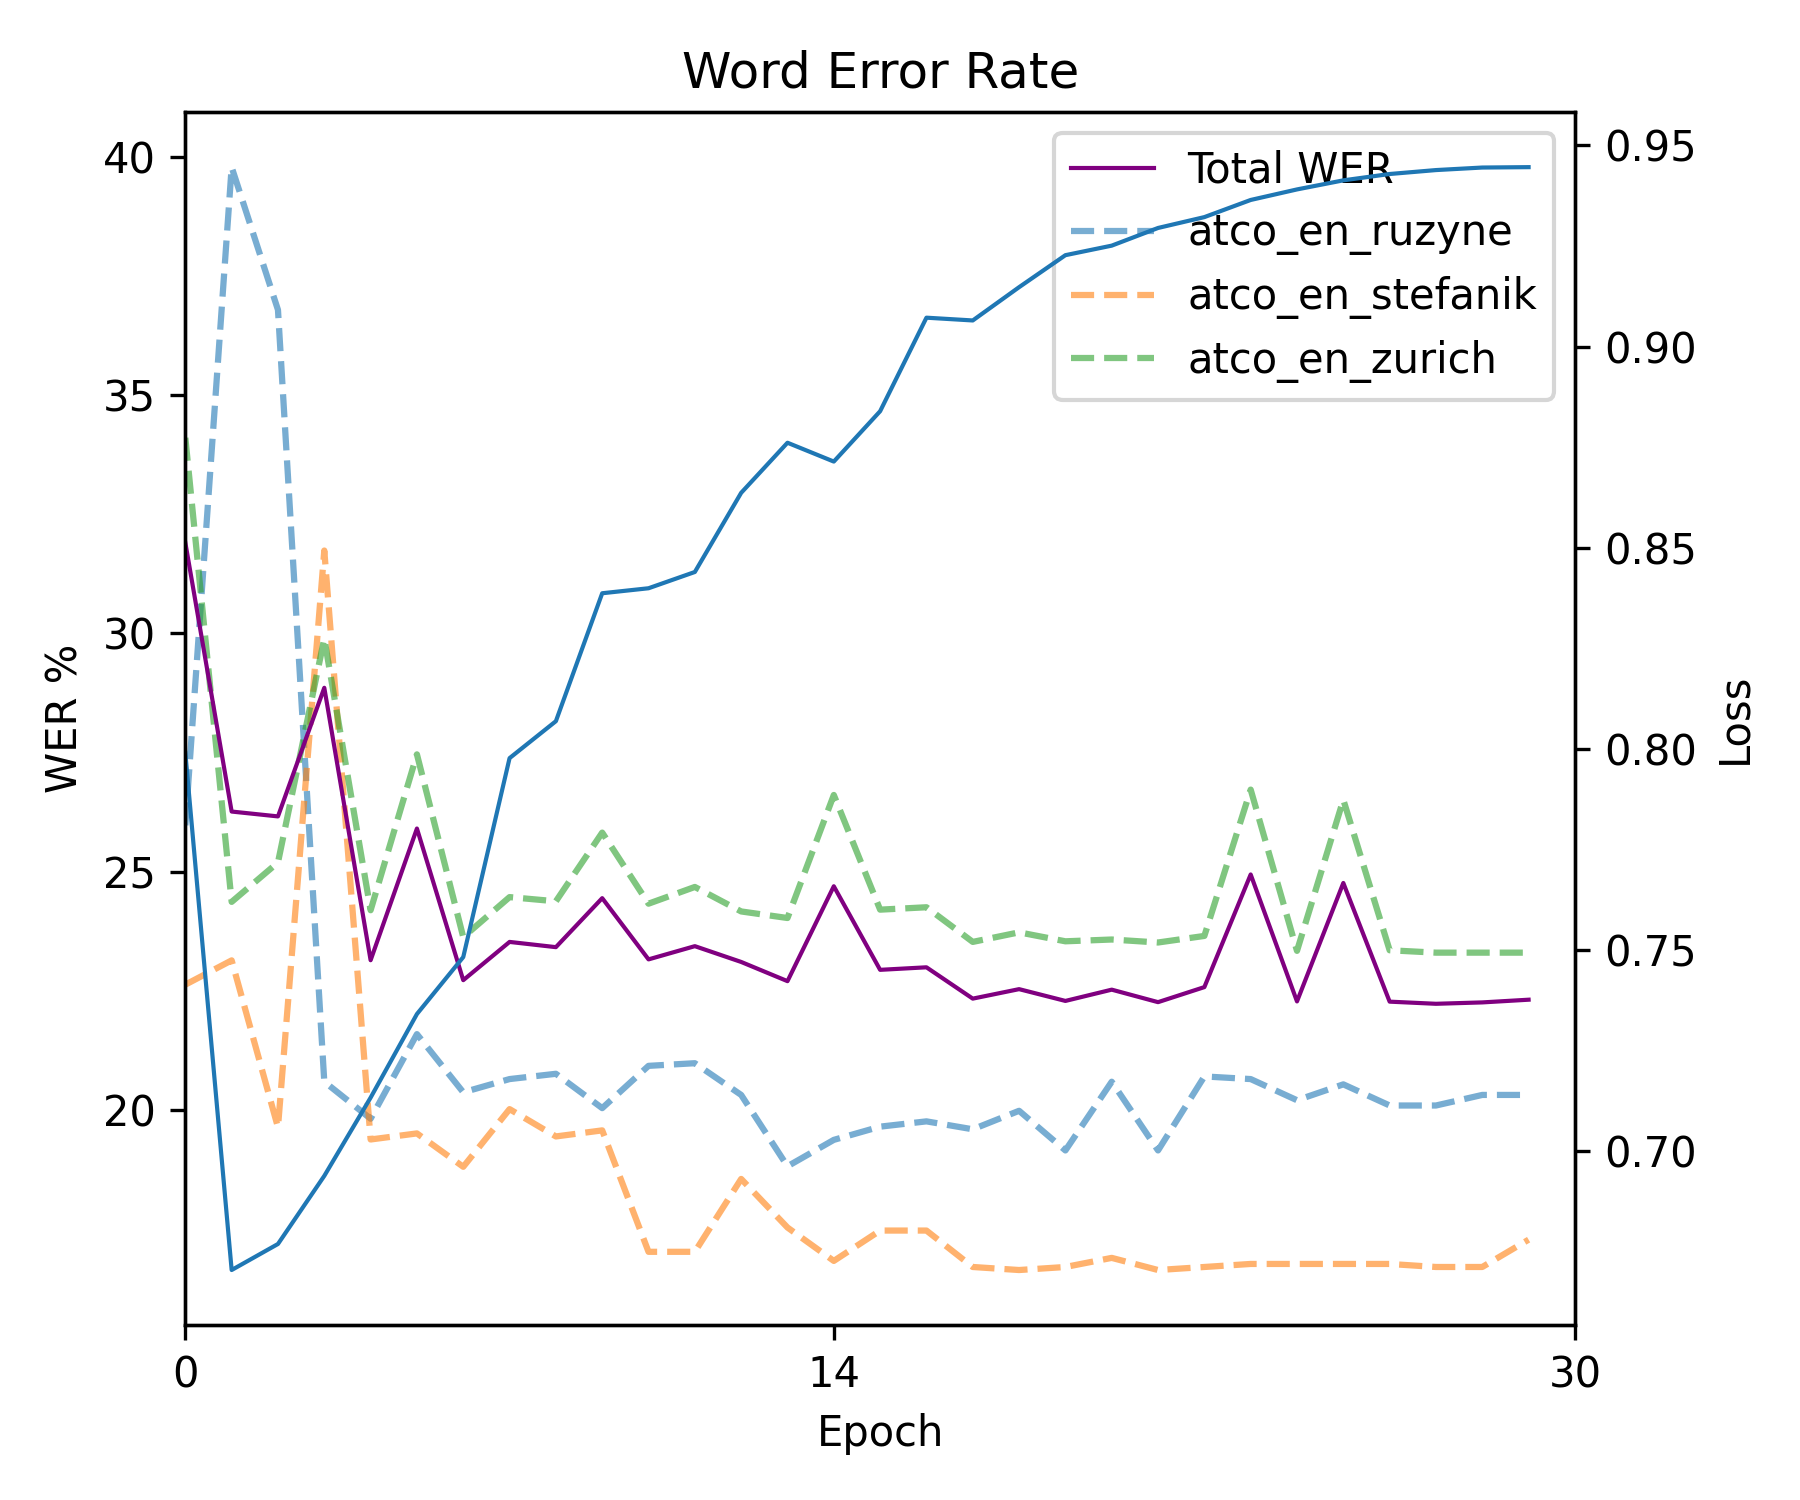 Word Error Rate
40
35
30
25
20
WER %
Total WER
atco_en_ruzyne
atco_en_stefanik
atco_en_zurich
0.95
0.90
0.85
0.80
0.75
0.70
Loss
0
14
30
Epoch